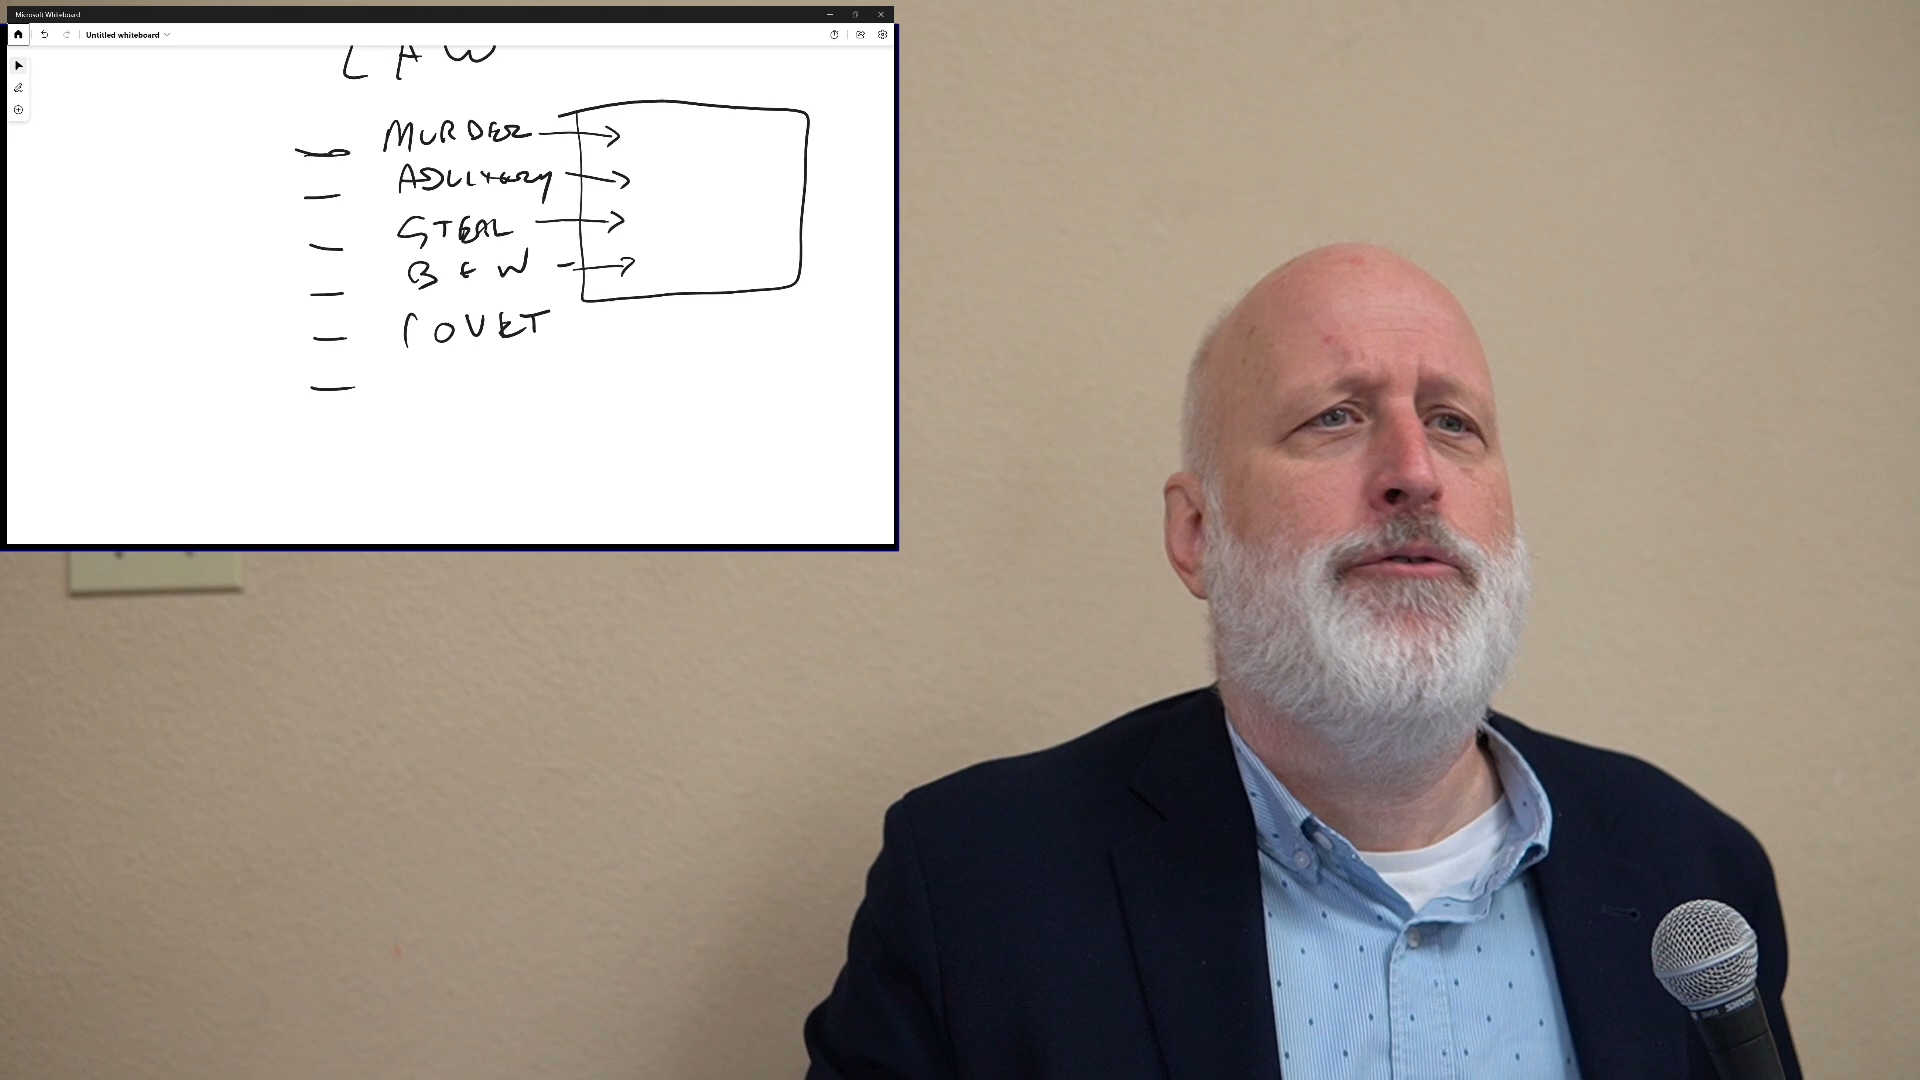 Microsoft Whiteboard
Untitled whiteboard
LAW
MURDER
ADULTERY
STEAL
B F W
COVET